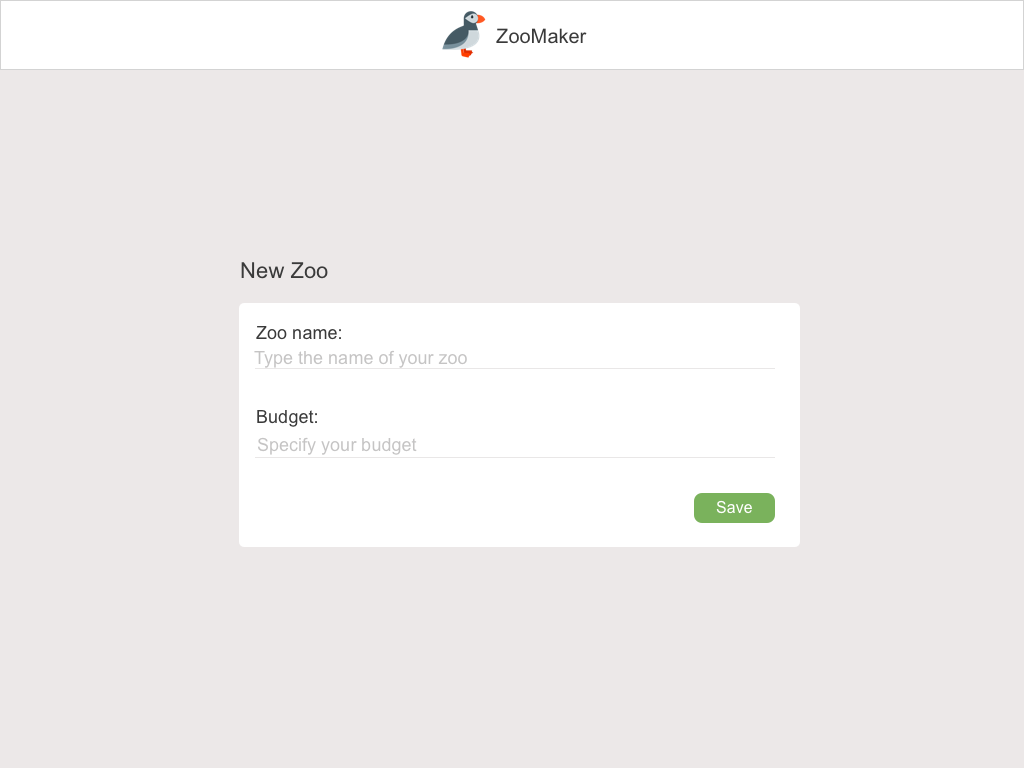 ZooMaker
New Zoo
Zoo name:
Type the name of your zoo
Budget:
Specify your budget
Save